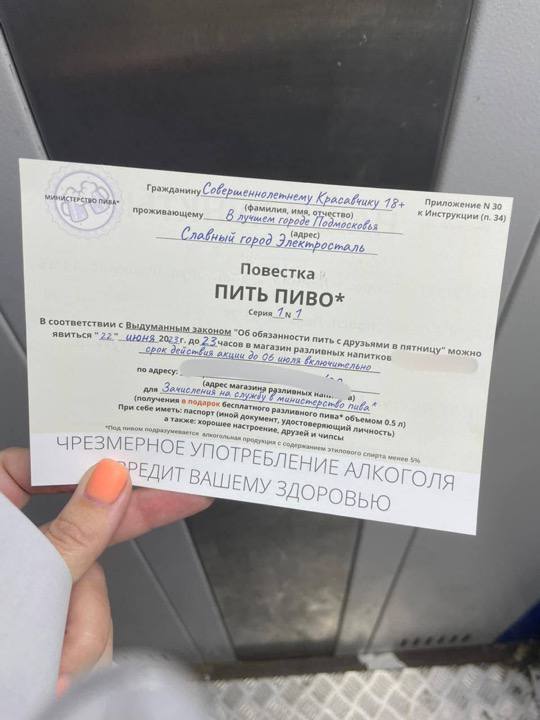 МИНИСТЕРСТВО ПИВА*
Гражданину Совершеннолетнему Красавчику 18+
(фамилия, имя, отчество)
Приложение N 30
к Инструкции (п. 34)
проживающему В лучшем городе Подмосковья
(адрес)
Славный город Электросталь
Повестка
ПИТЬ ПИВО*
Серия 1 N 1
В соответствии с Выдуманным законом "Об обязанности пить с друзьями в пятницу" можно
явиться "22" июня 2023 г. до 23 часов в магазин разливных напитков
срок действия акции до 06 июля включительно
по адресу:
(адрес магазина разливных
для Зачисления на службу в министерство пива*
(получения в подарок бесплатного разливного пива* объемом 0.5 л)
При себе иметь: паспорт (иной документ, удостоверяющий личность)
а также: хорошее настроение, друзей и чипсы
*Под пивом подразумевается алкогольная продукция с содержанием этилового спирта менее 5%
ЧРЕЗМЕРНОЕ УПОТРЕБЛЕНИЕ АЛКОГОЛЯ
ВРЕДИТ ВАШЕМУ ЗДОРОВЬЮ